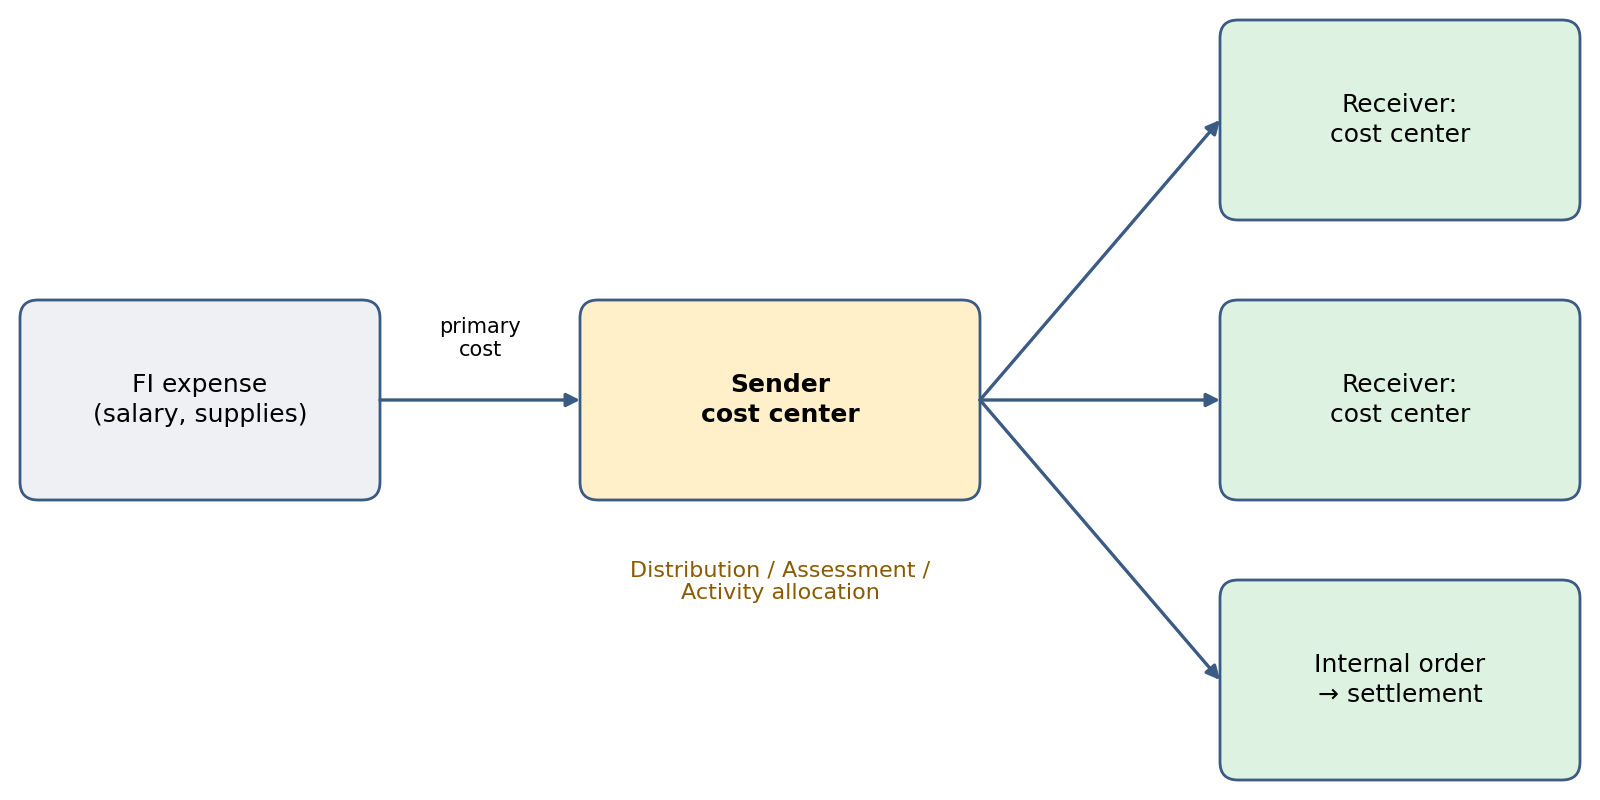 FI expense
(salary, supplies)
primary
cost
Sender
cost center
Distribution / Assessment /
Activity allocation
Receiver:
cost center
Receiver:
cost center
Internal order
→ settlement